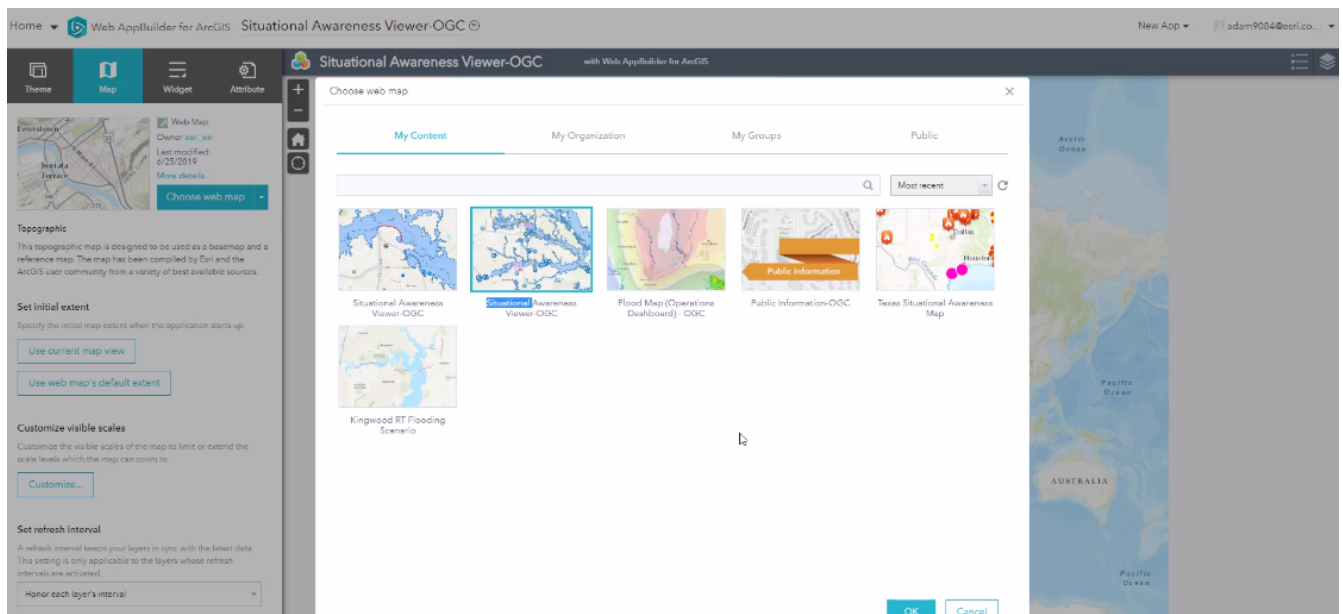 Home
Web AppBuilder for ArcGIS
Situational Awareness Viewer-OGC
New App
adam9084@esri.co...
Theme
Map
Widget
Attribute
Situational Awareness Viewer-OGC
with Web AppBuilder for ArcGIS
Web Map
Owner esri_en
Last modified:
6/25/2019
More details...
Choose web map
Topographic
This topographic map is designed to be used as a basemap and a
reference map. The map has been compiled by Esri and the
ArcGIS user community from a variety of best available sources.
Set initial extent
Specify the initial map extent when the application starts up.
Use current map view
Use web map's default extent
Customize visible scales
Customize the visible scales of the map to limit or extend the
scale levels which the map can zoom to.
Customize...
Set refresh interval
A refresh interval keeps your layers in sync with the latest data.
This setting is only applicable to the layers whose refresh
intervals are activated.
Honor each layer's interval
Choose web map
My Content
My Organization
My Groups
Public
Most recent
Public Information
Dallas
Houston
Situational Awareness
Viewer-OGC
Situational Awareness
Viewer-OGC
Flood Map (Operations
Dashboard) - OGC
Public Information-OGC
Texas Situational Awareness
Map
Kingwood RT Flooding
Scenario
OK
Cancel
Arctic
Ocean
Pacific
Ocean
AUSTRALIA
Pacific
Ocean